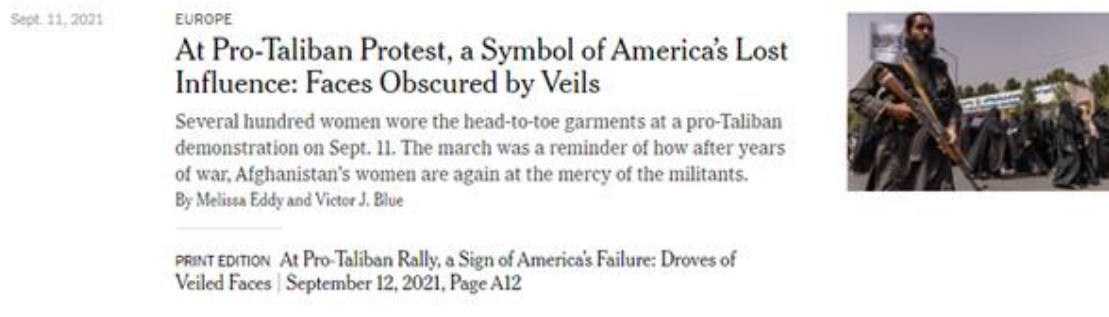 Sept. 11, 2021
EUROPE
At Pro-Taliban Protest, a Symbol of America's Lost
Influence: Faces Obscured by Veils
Several hundred women wore the head-to-toe garments at a pro-Taliban
demonstration on Sept. 11. The march was a reminder of how after years
of war, Afghanistan's women are again at the mercy of the militants.
By Melissa Eddy and Victor J. Blue
PRINT EDITION At Pro-Taliban Rally, a Sign of America's Failure: Droves of
Veiled Faces | September 12, 2021, Page A12